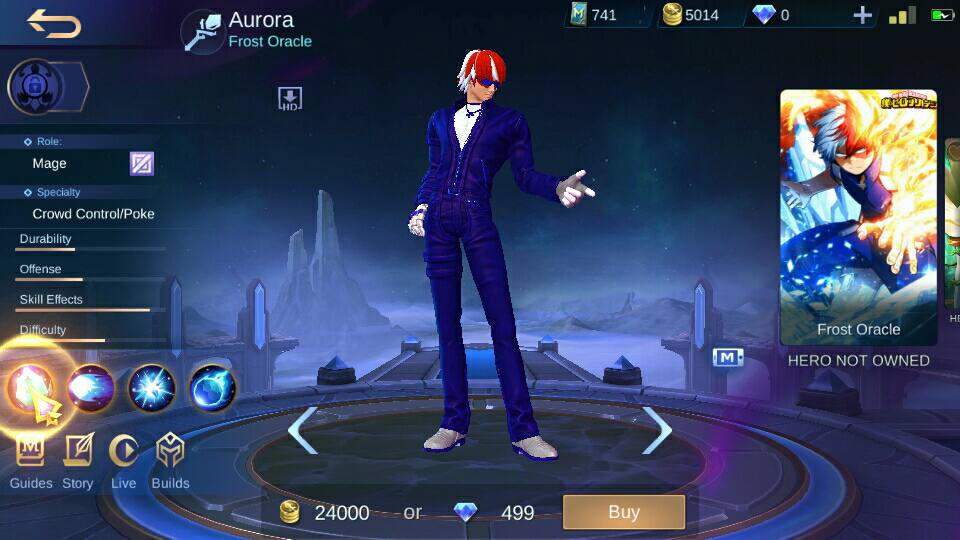 Aurora
Frost Oracle
741
5014
0
HD
Role:
Mage
Specialty
Crowd Control/Poke
Durability
Offense
Skill Effects
Difficulty
Frost Oracle
HERO NOT OWNED
M
Guides
Story
Live
Builds
24000
or
499
Buy